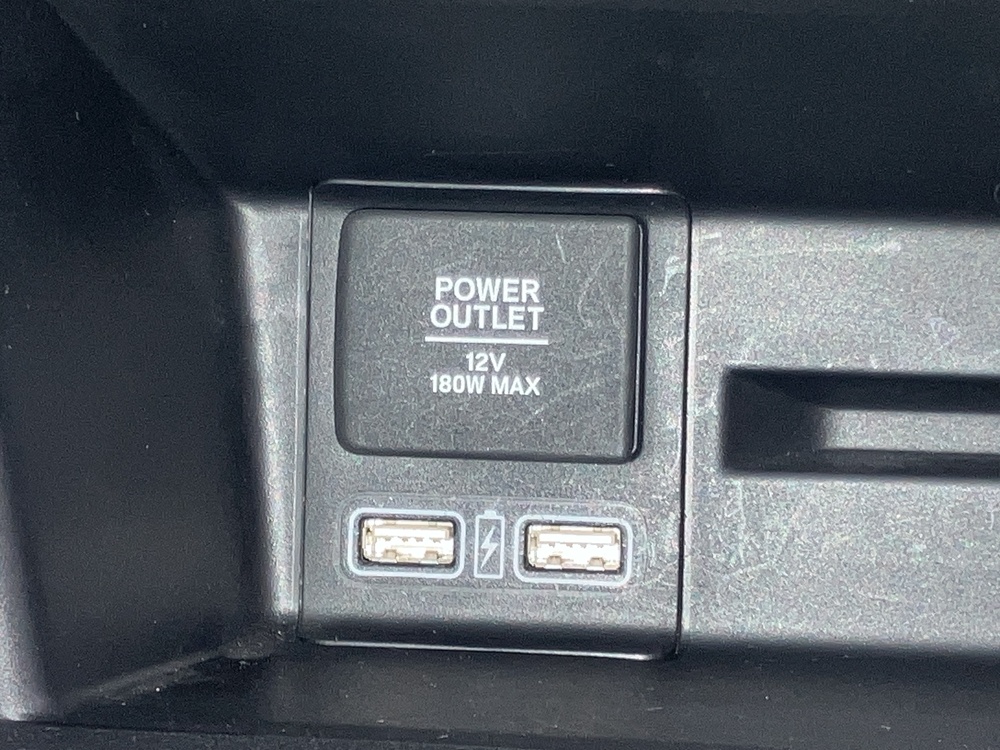 POWER
OUTLET
12V
180W MAX